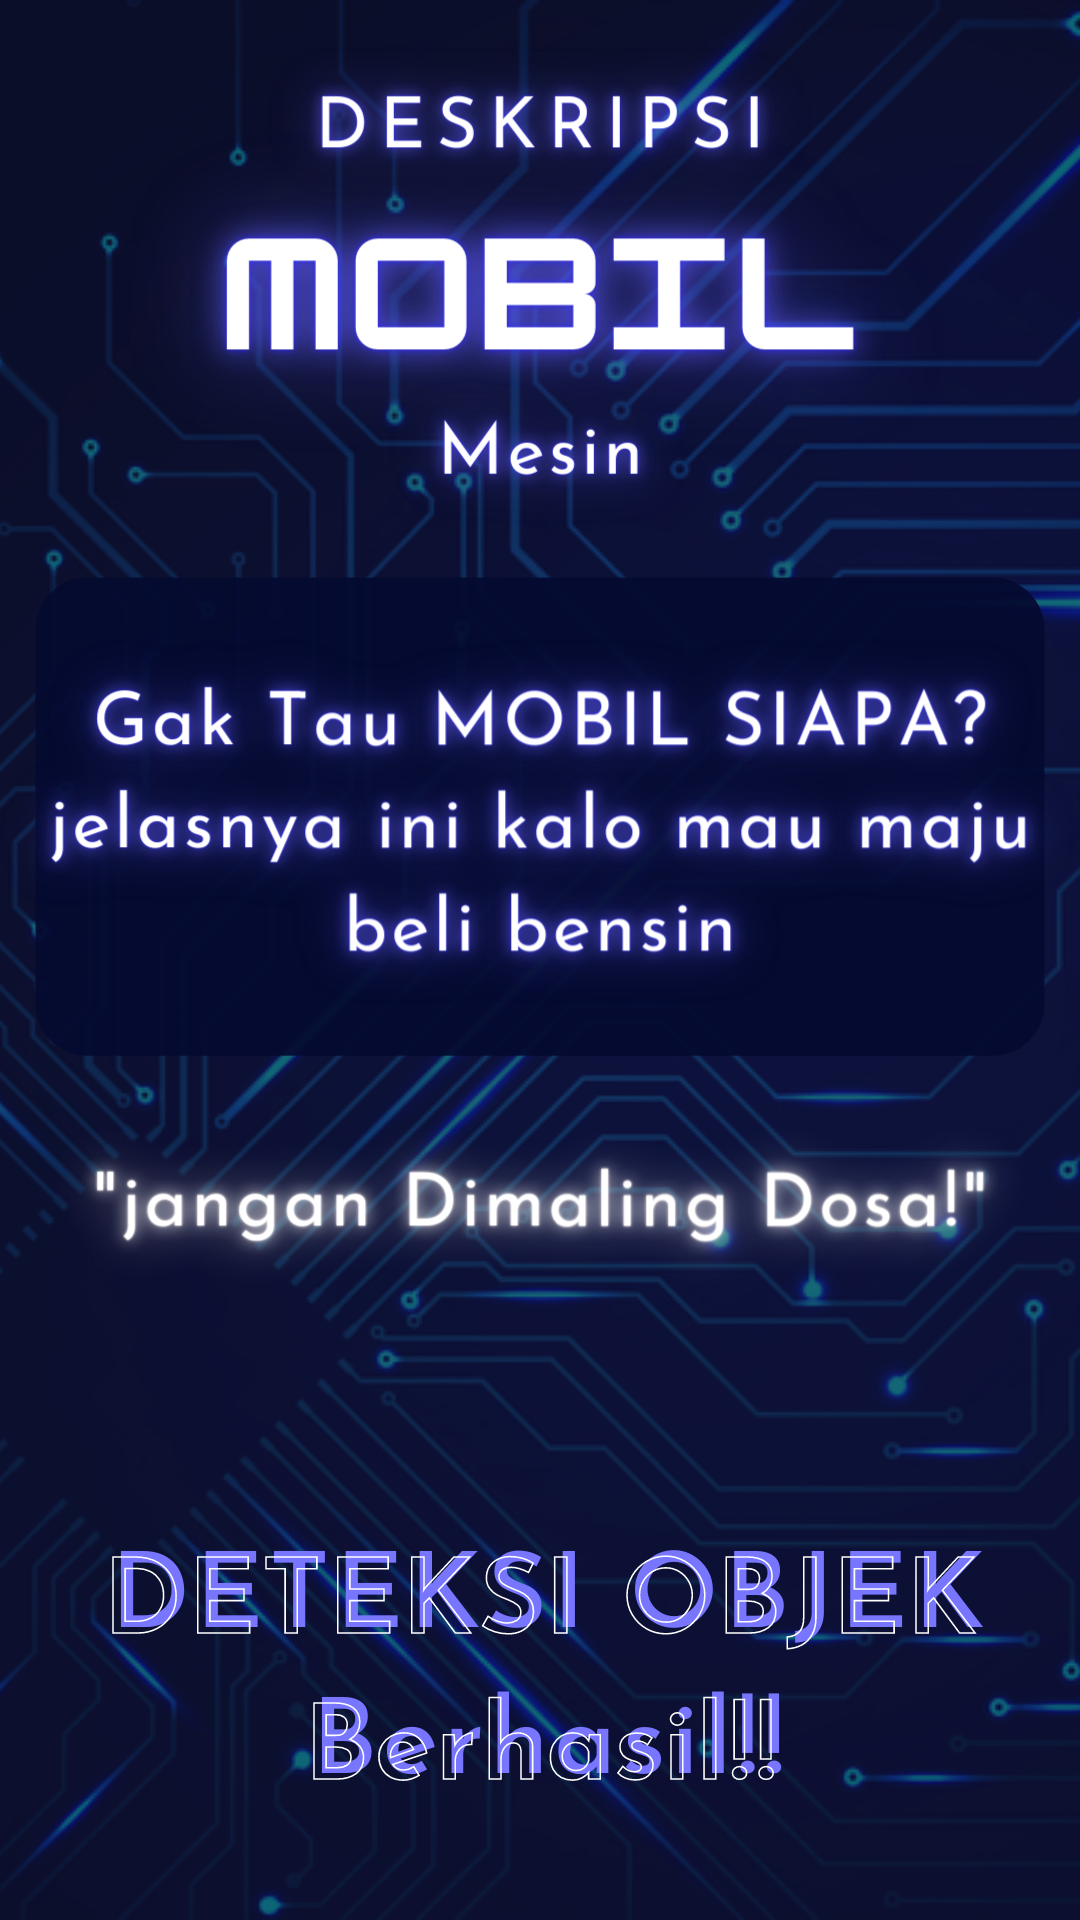 DESKRIPSI
MOBIL
Mesin
Gak Tau MOBIL SIAPA?
jelasnya ini kalo mau maju
beli bensin
"jangan Dimaling Dosa!"
DETEKSI OBJEK
Berhasil!!